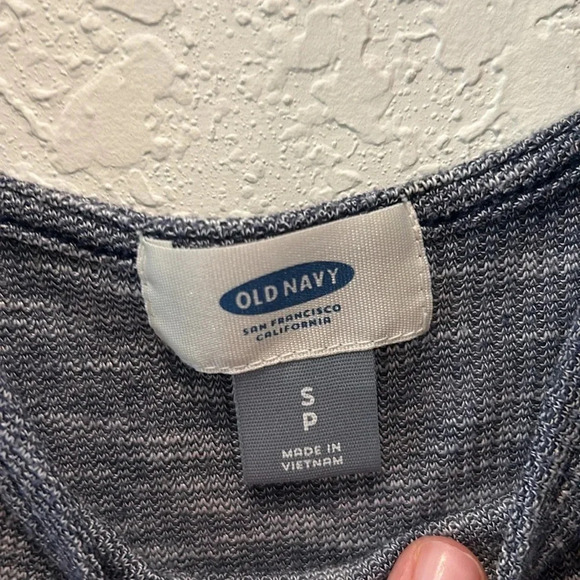 OLD NAVY
SAN FRANCISCO
CALIFORNIA
S
P
MADE IN
VIETNAM